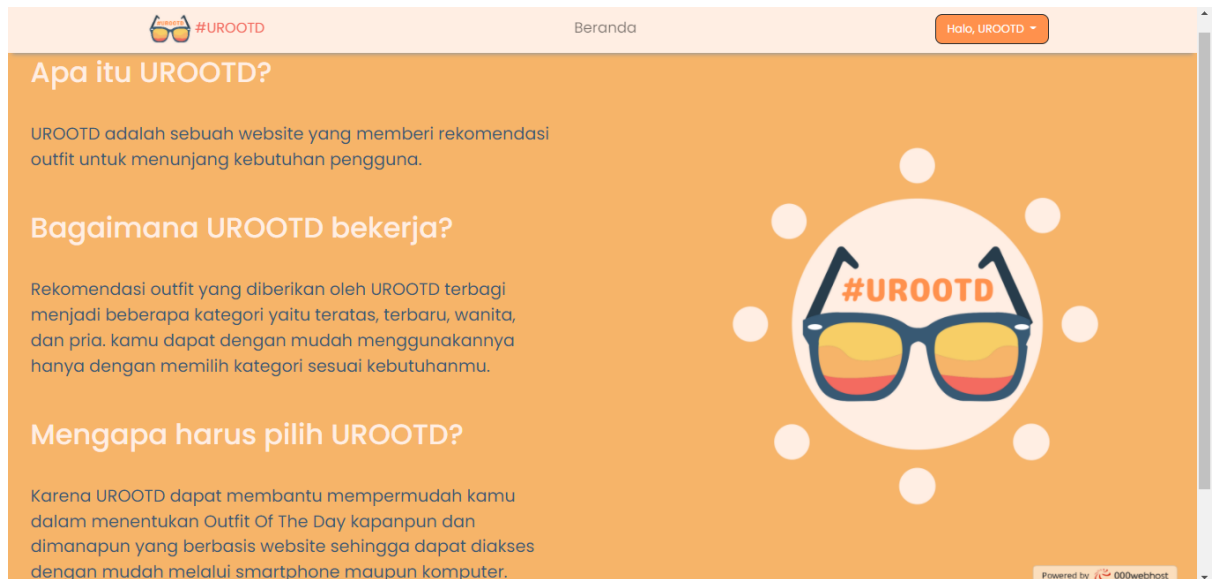 #UROOTD
#UROOTD
Beranda
Halo, UROOTD
Apa itu UROOTD?
UROOTD adalah sebuah website yang memberi rekomendasi
outfit untuk menunjang kebutuhan pengguna.
Bagaimana UROOTD bekerja?
Rekomendasi outfit yang diberikan oleh UROOTD terbagi
menjadi beberapa kategori yaitu teratas, terbaru, wanita,
dan pria. kamu dapat dengan mudah menggunakannya
hanya dengan memilih kategori sesuai kebutuhanmu.
Mengapa harus pilih UROOTD?
Karena UROOTD dapat membantu mempermudah kamu
dalam menentukan Outfit Of The Day kapanpun dan
dimanapun yang berbasis website sehingga dapat diakses
dengan mudah melalui smartphone maupun komputer.
#UROOTD
Powered by 000webhost